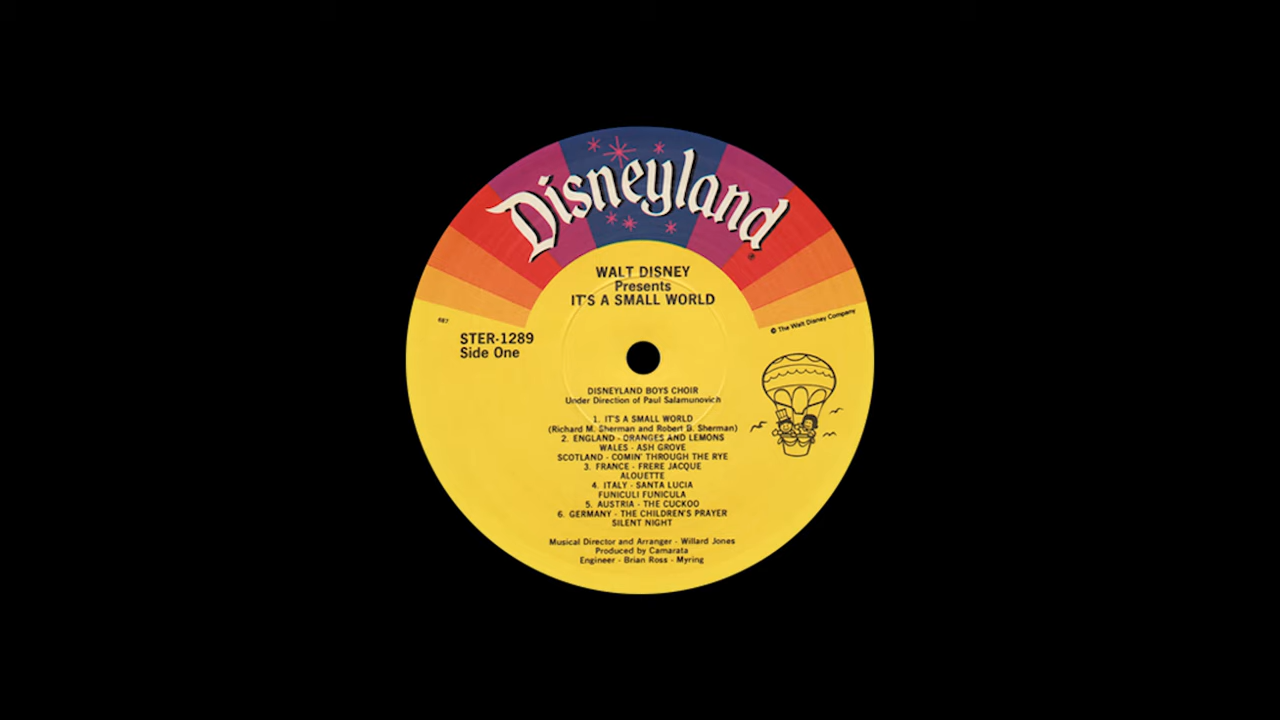 Disneyland
®
WALT DISNEY
Presents
IT'S A SMALL WORLD
687
© The Walt Disney Company
STER-1289
Side One
DISNEYLAND BOYS CHOIR
Under Direction of Paul Salamunovich
1. IT'S A SMALL WORLD
(Richard M. Sherman and Robert B. Sherman)
2. ENGLAND - ORANGES AND LEMONS
WALES - ASH GROVE
SCOTLAND - COMIN' THROUGH THE RYE
3. FRANCE - FRERE JACQUE
ALOUETTE
4. ITALY - SANTA LUCIA
FUNICULI FUNICULA
5. AUSTRIA - THE CUCKOO
6. GERMANY - THE CHILDREN'S PRAYER
SILENT NIGHT
Musical Director and Arranger - Willard Jones
Produced by Camarata
Engineer - Brian Ross - Myring